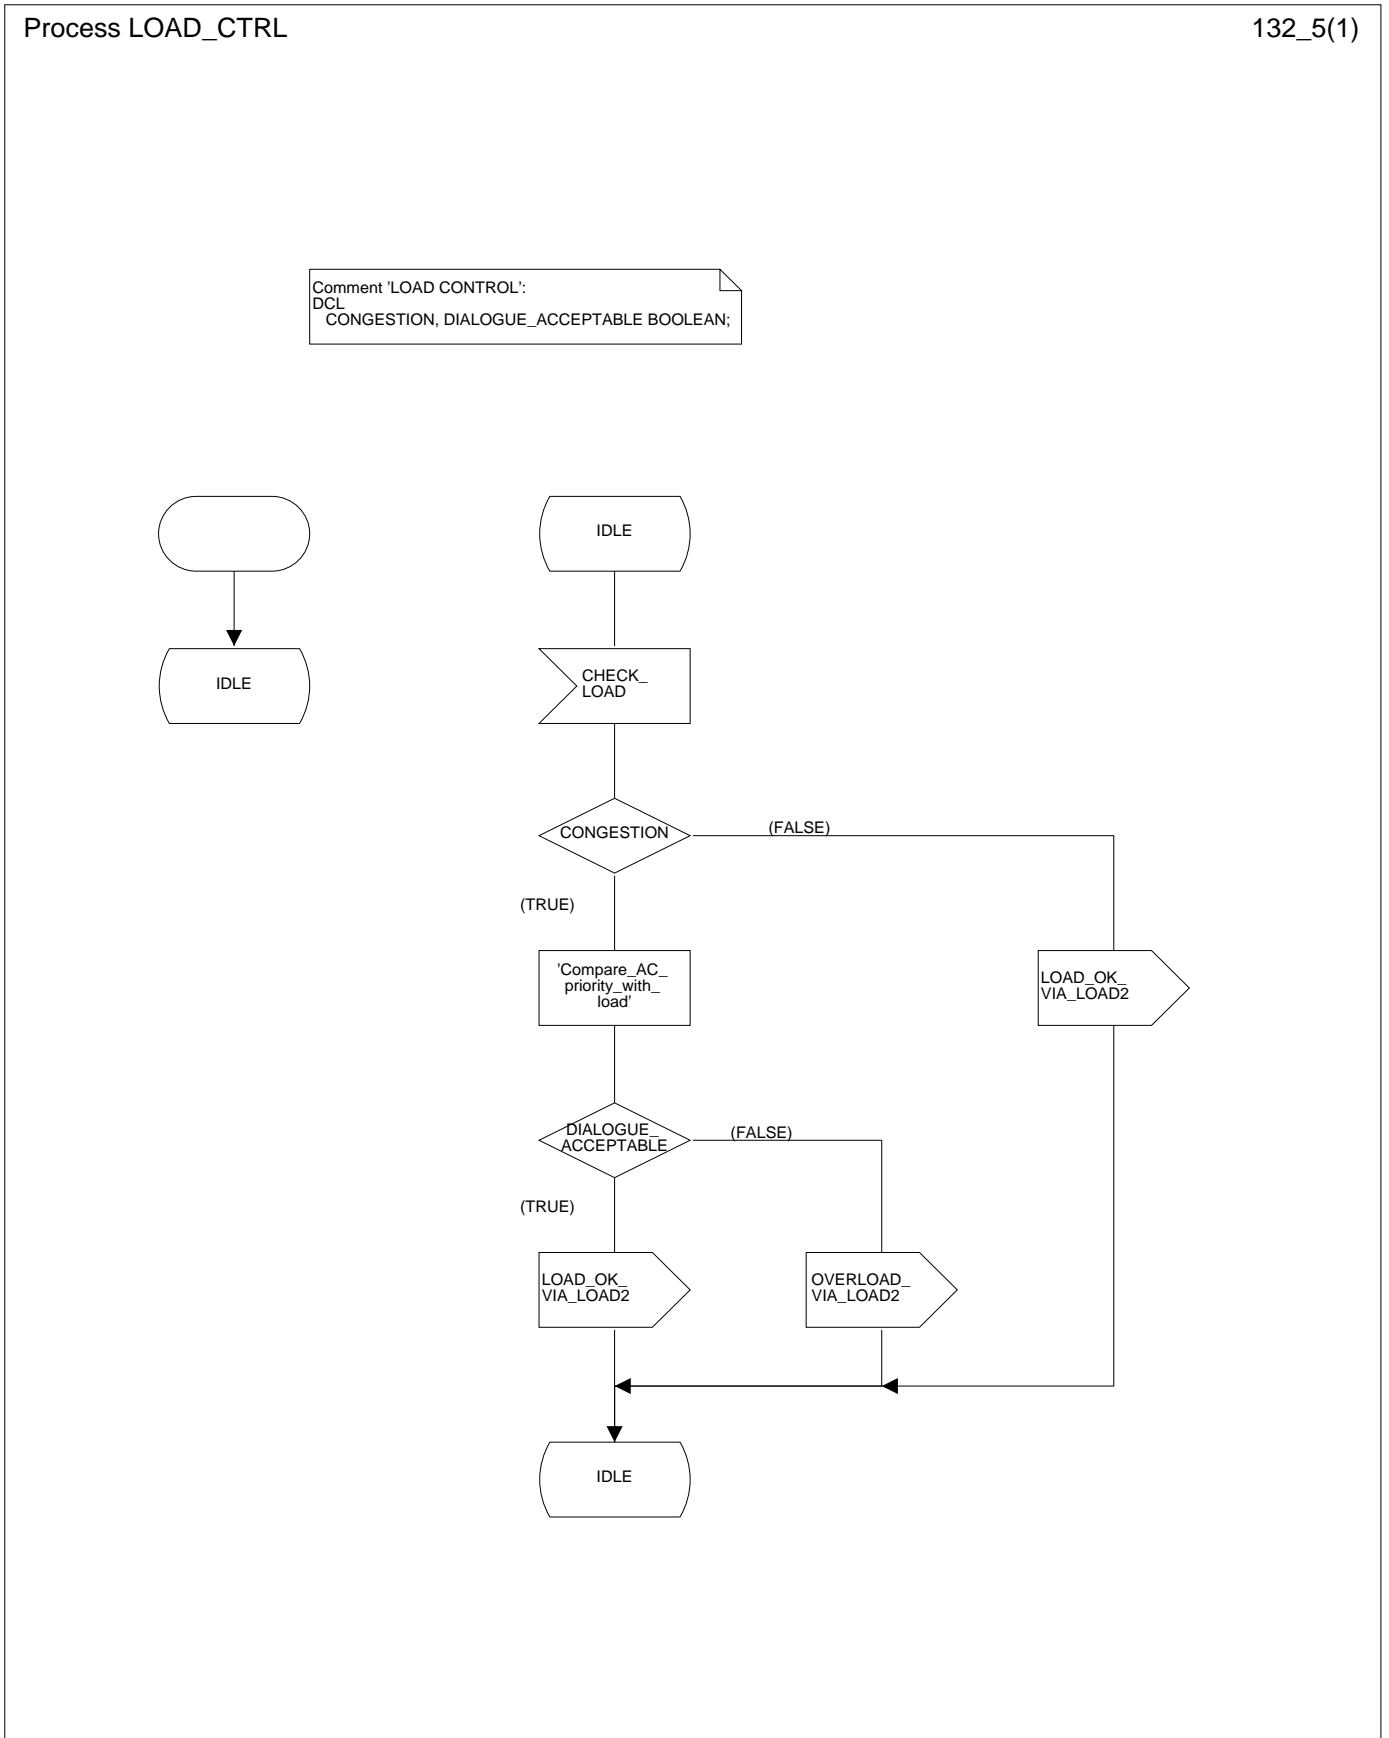 Process LOAD_CTRL
132_5(1)
Comment 'LOAD CONTROL':
DCL
CONGESTION, DIALOGUE_ACCEPTABLE BOOLEAN;
IDLE
IDLE
CHECK_
LOAD
CONGESTION
(FALSE)
(TRUE)
'Compare_AC_
priority_with_
load'
LOAD_OK_
VIA_LOAD2
DIALOGUE_
ACCEPTABLE
(FALSE)
(TRUE)
LOAD_OK_
VIA_LOAD2
OVERLOAD_
VIA_LOAD2
IDLE